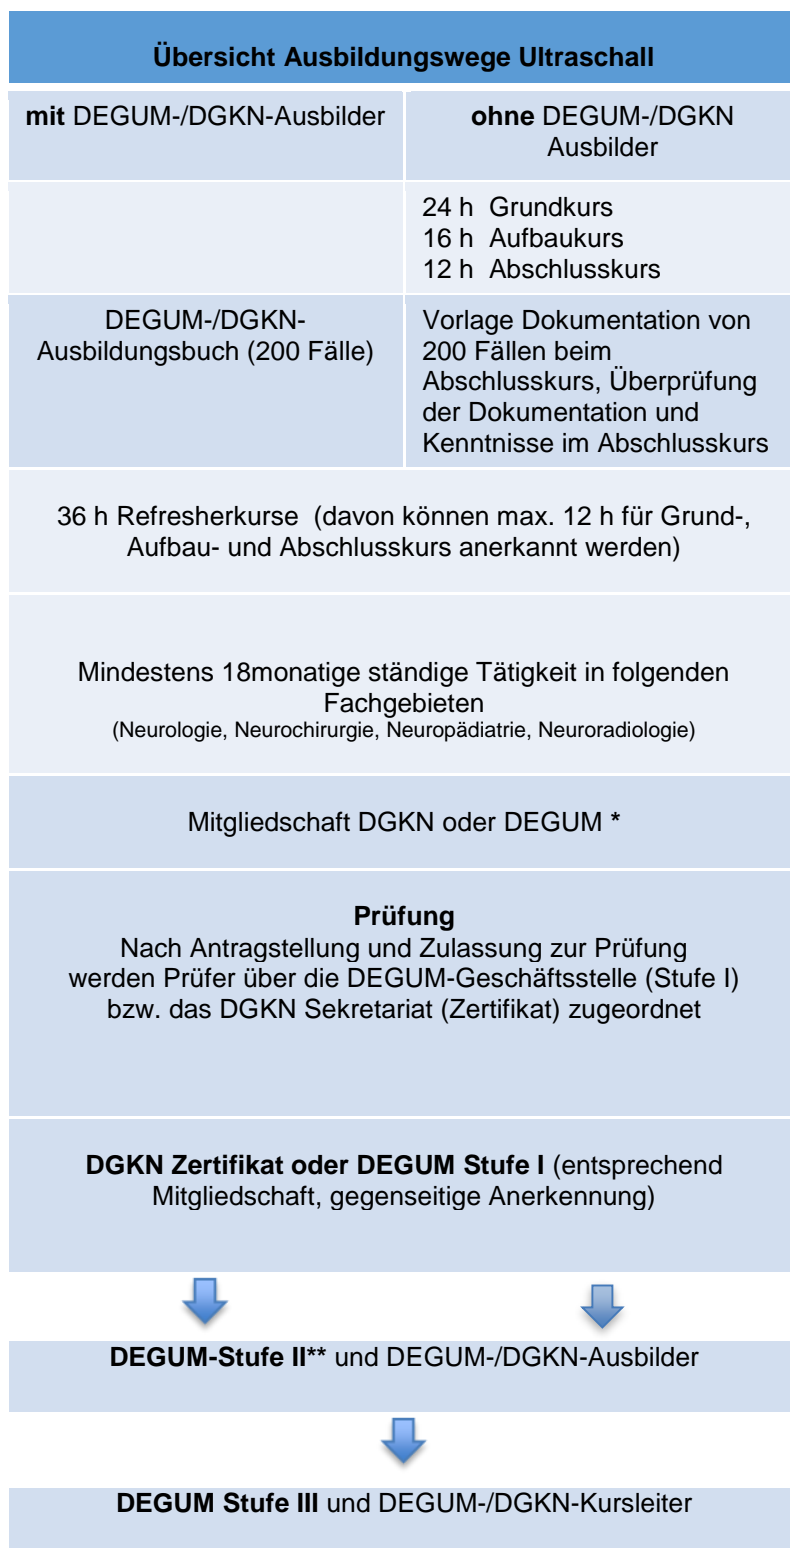 Übersicht Ausbildungswege Ultraschall
mit DEGUM-/DGKN-Ausbilder
ohne DEGUM-/DGKN
Ausbilder
24 h Grundkurs
16 h Aufbaukurs
12 h Abschlusskurs
DEGUM-/DGKN-
Ausbildungsbuch (200 Fälle)
Vorlage Dokumentation von
200 Fällen beim
Abschlusskurs, Überprüfung
der Dokumentation und
Kenntnisse im Abschlusskurs
36 h Refresherkurse (davon können max. 12 h für Grund-,
Aufbau- und Abschlusskurs anerkannt werden)
Mindestens 18monatige ständige Tätigkeit in folgenden
Fachgebieten
(Neurologie, Neurochirurgie, Neuropädiatrie, Neuroradiologie)
Mitgliedschaft DGKN oder DEGUM *
Prüfung
Nach Antragstellung und Zulassung zur Prüfung
werden Prüfer über die DEGUM-Geschäftsstelle (Stufe I)
bzw. das DGKN Sekretariat (Zertifikat) zugeordnet
DGKN Zertifikat oder DEGUM Stufe I (entsprechend
Mitgliedschaft, gegenseitige Anerkennung)
DEGUM-Stufe II** und DEGUM-/DGKN-Ausbilder
DEGUM Stufe III und DEGUM-/DGKN-Kursleiter